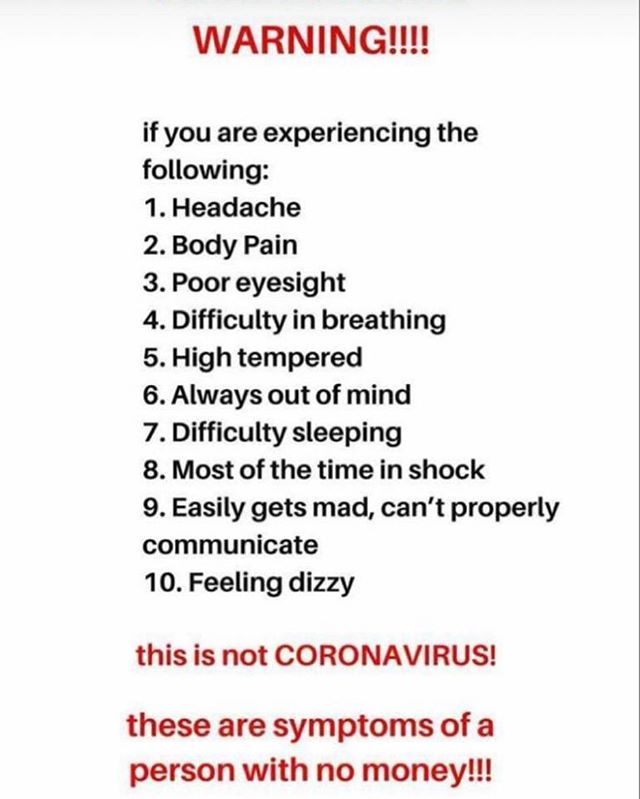 WARNING!!!!
if you are experiencing the
following:
1. Headache
2. Body Pain
3. Poor eyesight
4. Difficulty in breathing
5. High tempered
6. Always out of mind
7. Difficulty sleeping
8. Most of the time in shock
9. Easily gets mad, can't properly
communicate
10. Feeling dizzy
this is not CORONAVIRUS!
these are symptoms of a
person with no money!!!